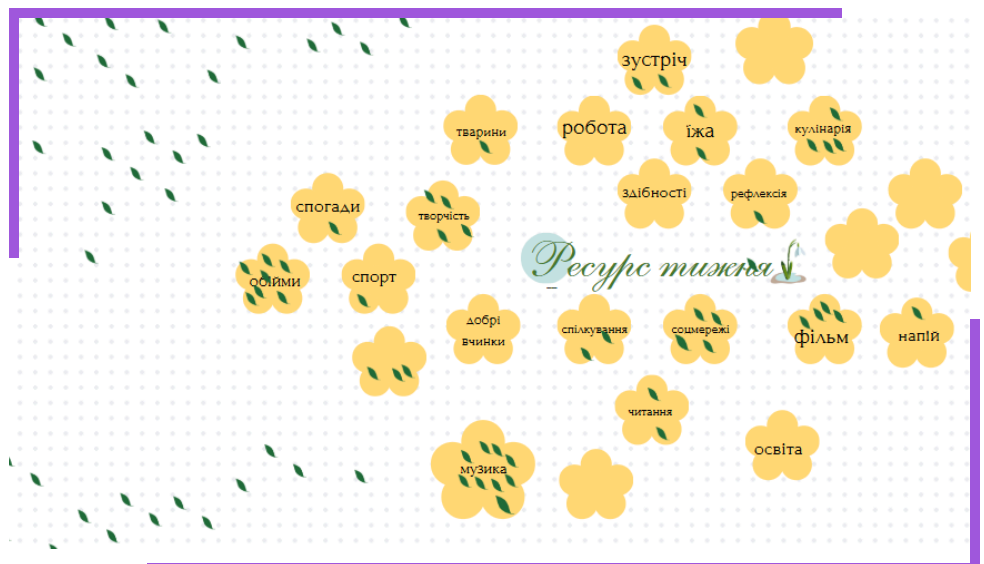 зустріч
тварини
робота
їжа
кулінарія
здібності
рефлексія
спогади
творчість
Ресурс тижня
обійми
спорт
добрі
вчинки
спілкування
соцмережі
фільм
напій
читання
освіта
музика